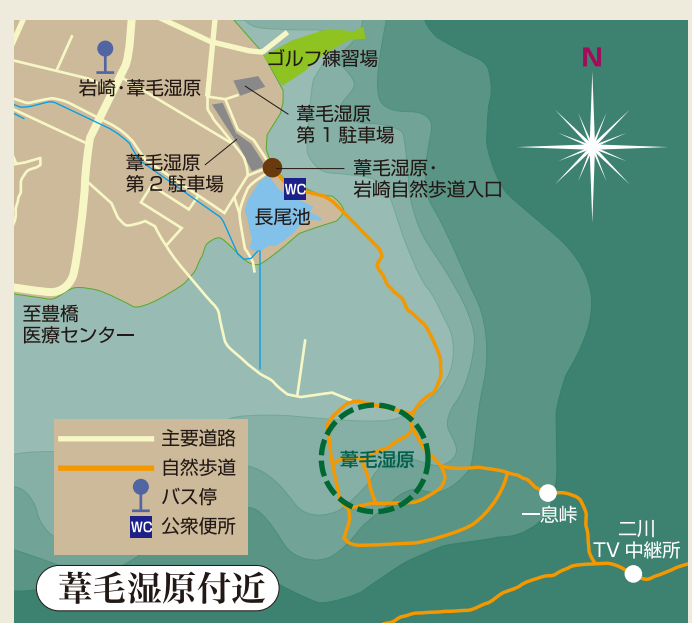 N
ゴルフ練習場
岩崎・葦毛湿原
葦毛湿原
第1駐車場
葦毛湿原
第2駐車場
葦毛湿原・
岩崎自然歩道入口
WC
長尾池
至豊橋
医療センター
主要道路
自然歩道
バス停
WC
公衆便所
葦毛湿原
一息峠
二川
TV中継所
葦毛湿原付近